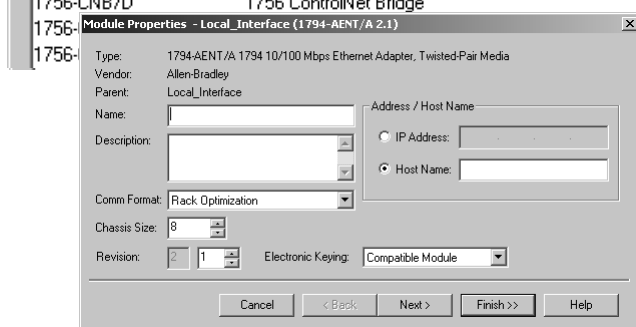 1756-CNB/D 1756 ControlNet Bridge
1756-
1756-
Module Properties - Local_Interface (1794-AENT/A 2.1)
Type: 1794-AENT/A 1794 10/100 Mbps Ethernet Adapter, Twisted-Pair Media
Vendor: Allen-Bradley
Parent: Local_Interface
Name:
Address / Host Name
Description:
IP Address:
Host Name:
Comm Format: Rack Optimization
Chassis Size: 8
Revision: 2 1 Electronic Keying: Compatible Module
Cancel < Back Next > Finish >> Help